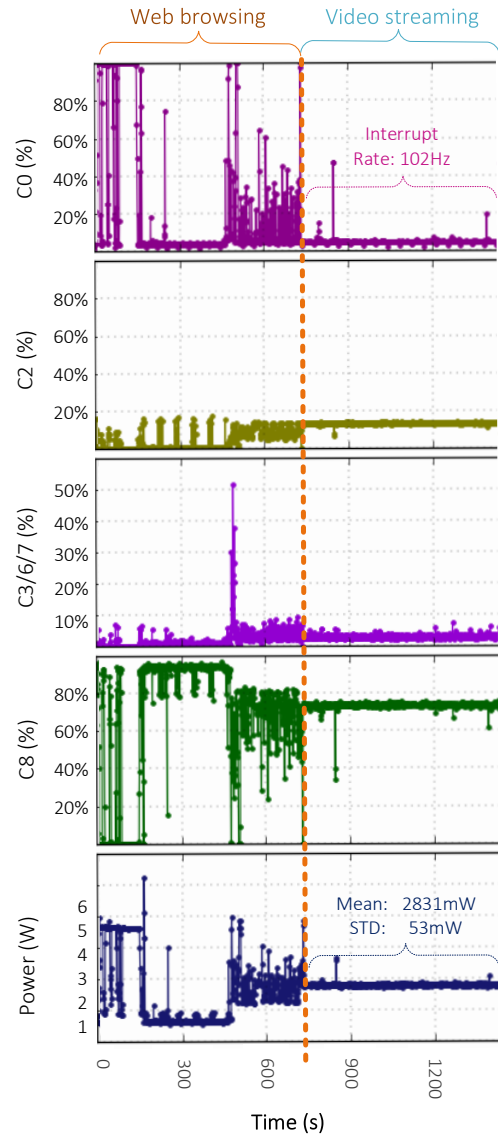 Web browsing Video streaming
C0 (%)
80%
60%
40%
20%
Interrupt
Rate: 102Hz
C2 (%)
80%
60%
40%
20%
C3/6/7 (%)
50%
40%
30%
20%
10%
C8 (%)
80%
60%
40%
20%
Power (W)
6
5
4
3
2
1
Mean: 2831mW
STD: 53mW
0 300 600 900 1200
Time (s)